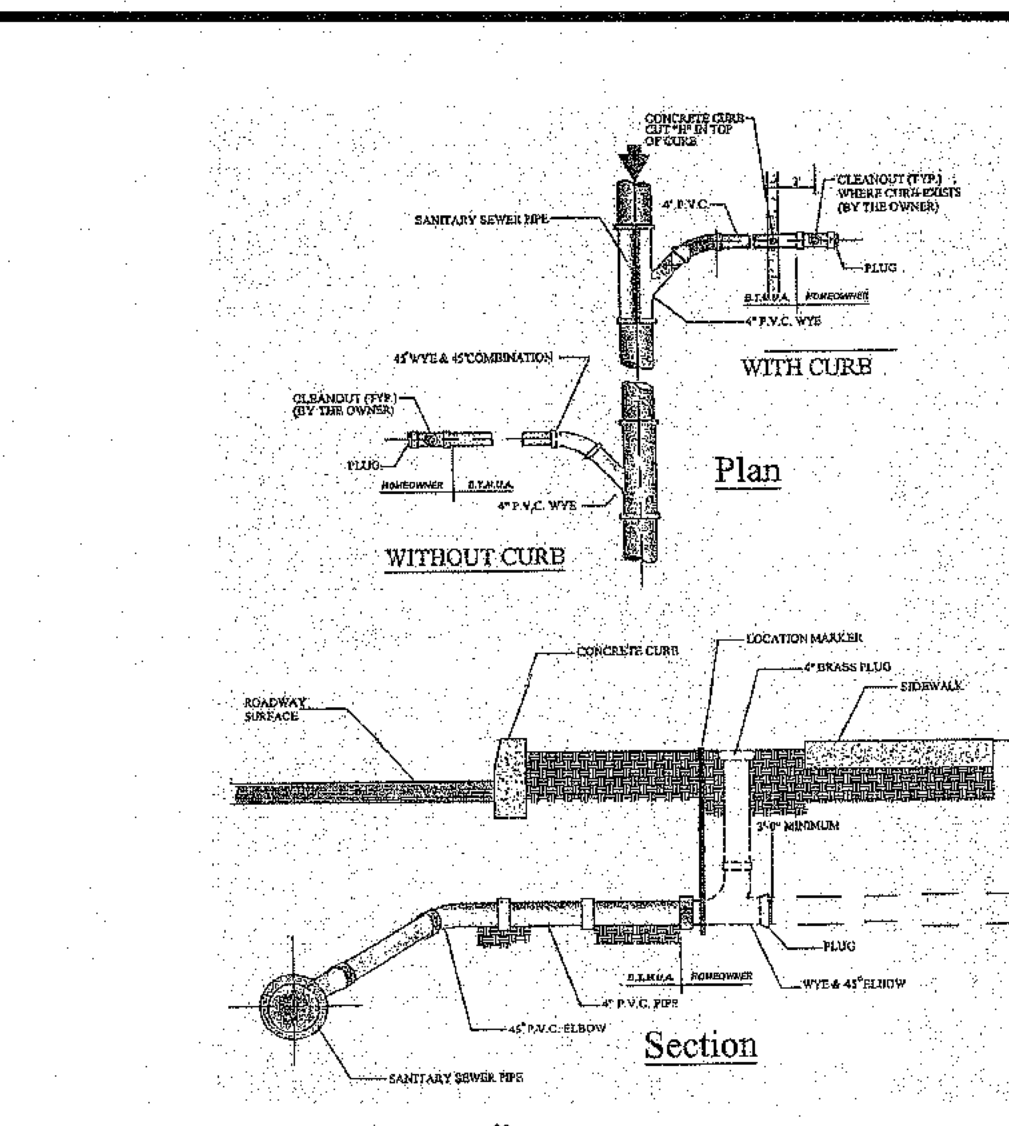 CONCRETE CURB
CUT "H" IN TOP
OF CURB
CLEANOUT (TYP.)
WHERE CURB EXISTS
(BY THE OWNER)
4" P.V.C.
SANITARY SEWER PIPE
PLUG
B.T.M.U.A. HOMEOWNER
4" P.V.C. WYE
WITH CURB
45° WYE & 45° COMBINATION
CLEANOUT (TYP.)
(BY THE OWNER)
PLUG
HOMEOWNER B.T.M.U.A.
4" P.V.C. WYE
Plan
WITHOUT CURB
LOCATION MARKER
CONCRETE CURB
4" BRASS PLUG
SIDEWALK
ROADWAY
SURFACE
3'-0" MINIMUM
PLUG
B.T.M.U.A. HOMEOWNER
WYE & 45° ELBOW
4" P.V.C. PIPE
45° P.V.C. ELBOW
Section
SANITARY SEWER PIPE